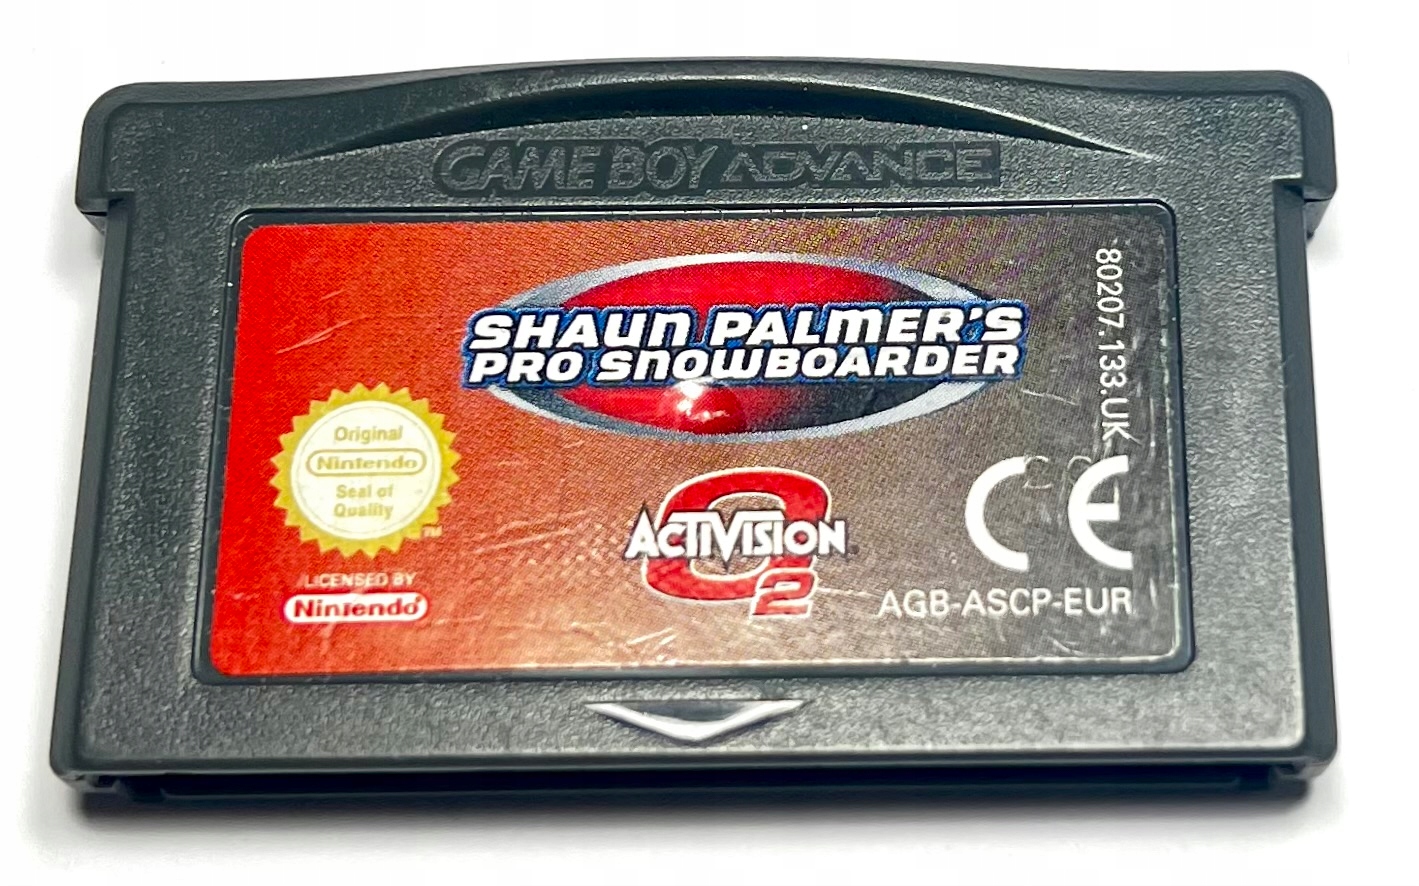 GAME BOY ADVANCE
SHAUN PALMER'S
PRO SNOWBOARDER
80207.133.UK
Original
Nintendo
Seal of
Quality
TM
LICENSED BY
Nintendo
ACTIVISION
O2
CE
AGB-ASCP-EUR